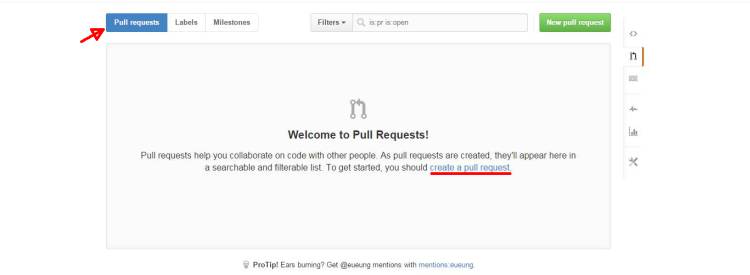 Pull requests Labels Milestones Filters is:pr is:open New pull request
Welcome to Pull Requests!
Pull requests help you collaborate on code with other people. As pull requests are created, they'll appear here in
a searchable and filterable list. To get started, you should create a pull request.
ProTip! Ears burning? Get @eueung mentions with mentions:eueung.